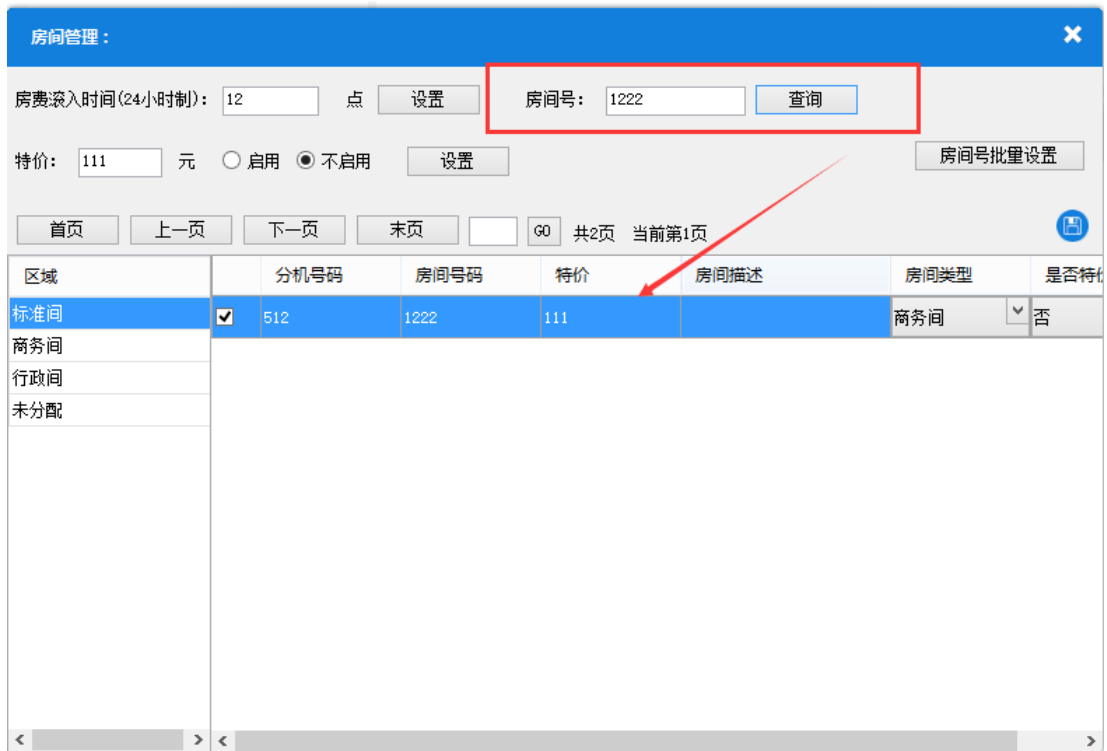 房间管理：
房费滚入时间(24小时制)： 12 点 设置 房间号： 1222 查询
特价： 111 元 启用 不启用 设置 房间号批量设置
首页 上一页 下一页 末页 GO 共2页 当前第1页
区域 分机号码 房间号码 特价 房间描述 房间类型 是否特
标准间 512 1222 111 商务间 否
商务间
行政间
未分配